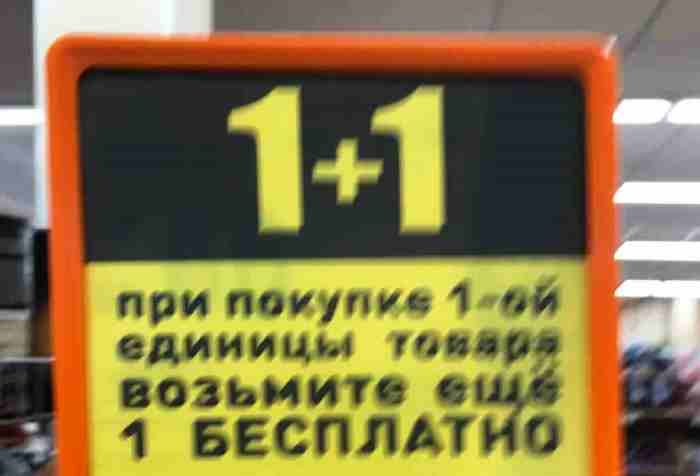 1+1
при покупке 1-ой
единицы товара
возьмите ещё
1 БЕСПЛАТНО